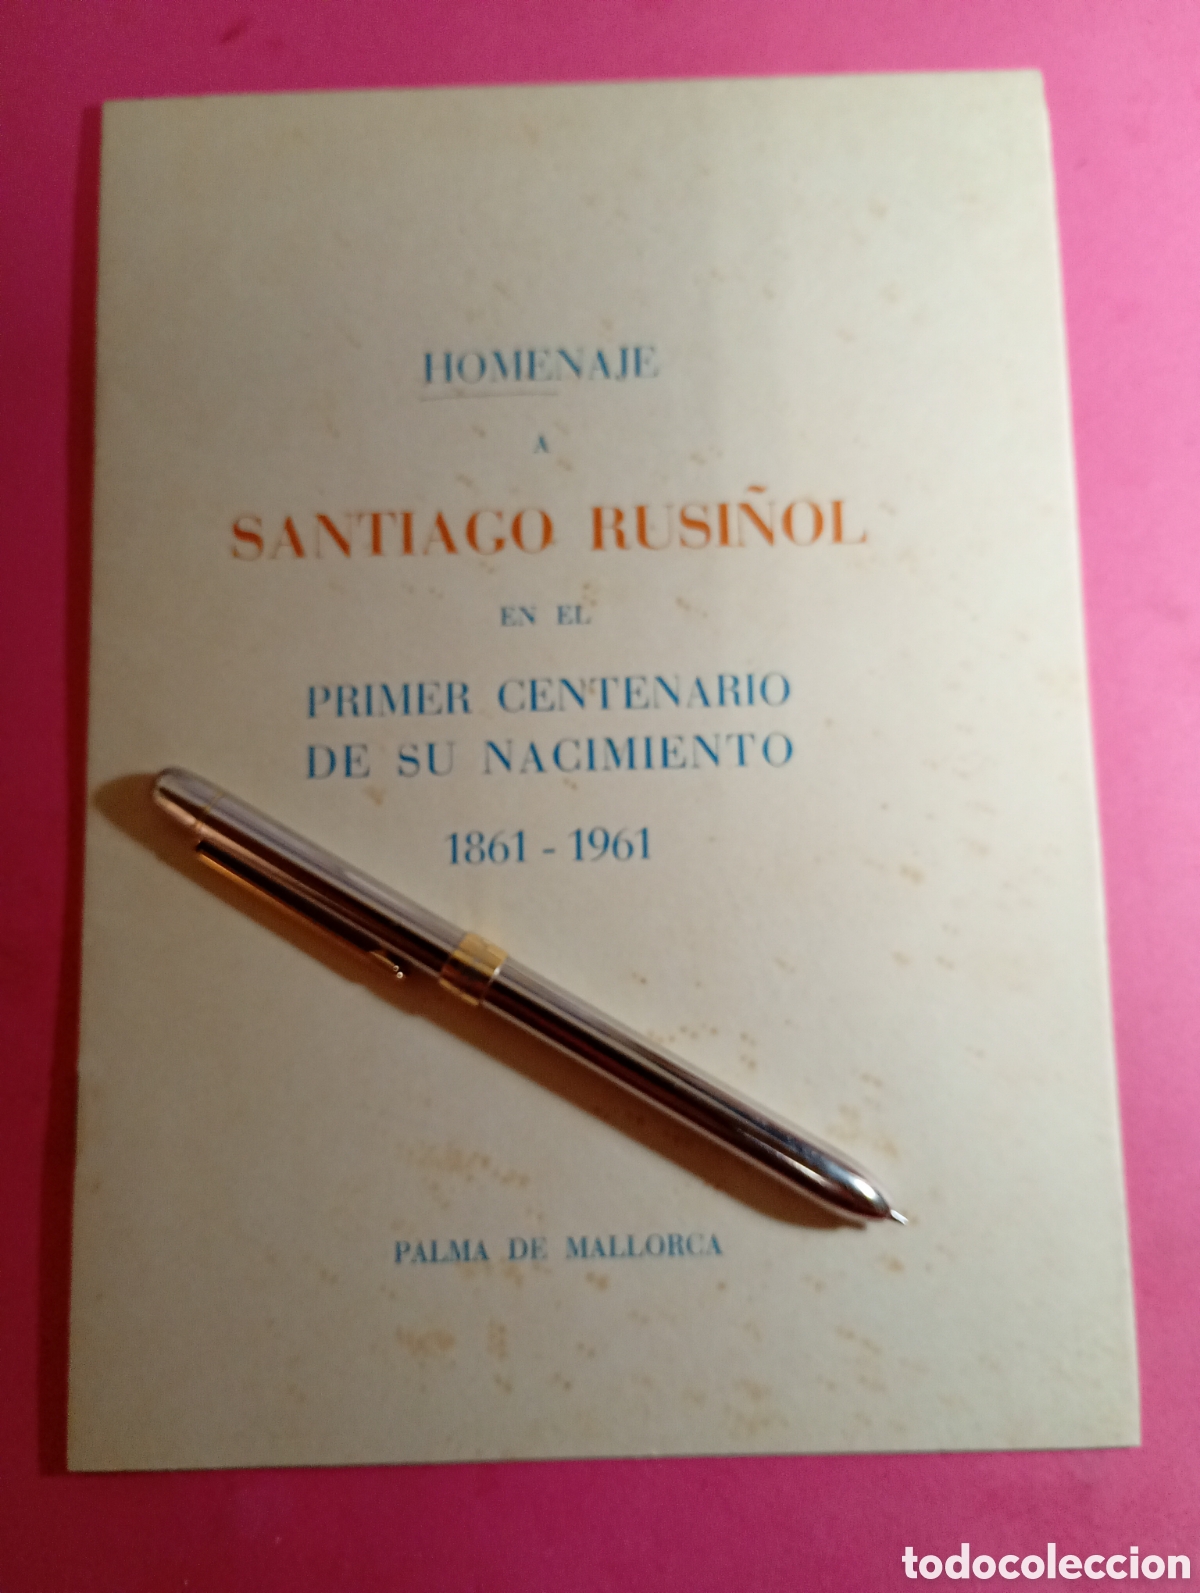 HOMENAJE
A
SANTIAGO RUSIÑOL
EN EL
PRIMER CENTENARIO
DE SU NACIMIENTO
1861 - 1961
PALMA DE MALLORCA
todocoleccion